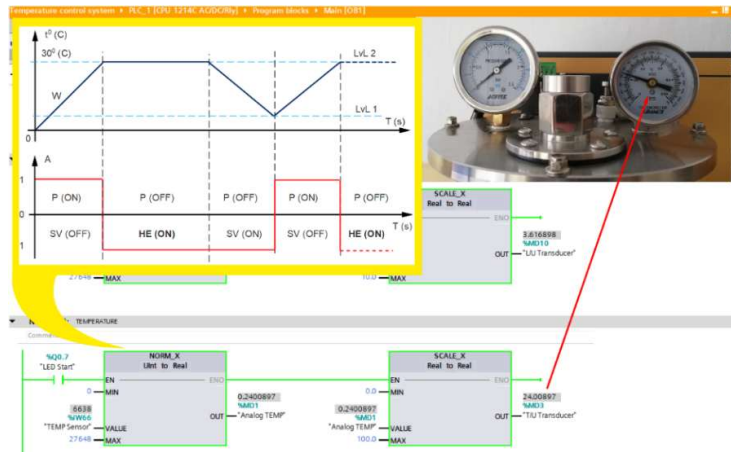 Temperature control system ▸ PLC_1 [CPU 1214C AC/DC/Rly] ▸ Program blocks ▸ Main [OB1]
t⁰ (C)
30⁰ (C)
LvL 2
W
LvL 1
0
T (s)
A
1
P (ON) P (OFF) P (OFF) P (ON) P (OFF)
0
T (s)
SV (OFF) HE (ON) SV (ON) SV (OFF) HE (ON)
1
SCALE_X
Real to Real
ENO
3.616898
%MD10
OUT "L/U Transducer"
27648 MAX
10.0 MAX
TEMPERATURE
%Q0.7
"LED Start"
NORM_X
UInt to Real
EN ENO
0 MIN
0.2400897
%MD1
OUT "Analog TEMP"
6638
%IW66
"TEMP Sensor" VALUE
27648 MAX
SCALE_X
Real to Real
EN ENO
0.0 MIN
24.00897
%MD3
OUT "T/U Transducer"
0.2400897
%MD1
"Analog TEMP" VALUE
100.0 MAX